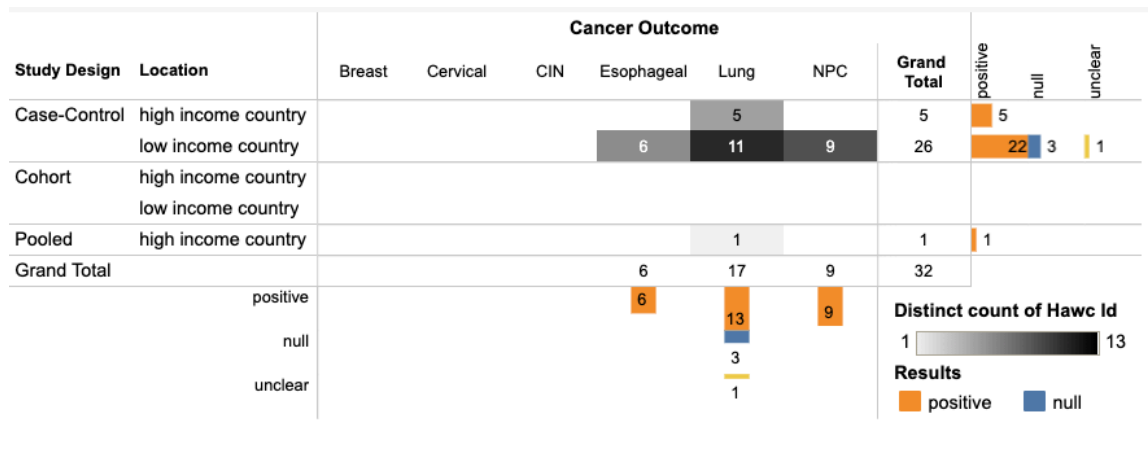 Cancer Outcome
Study Design Location Breast Cervical CIN Esophageal Lung NPC Grand Total positive null unclear
Case-Control high income country 5 5 5
low income country 6 11 9 26 22 3 1
Cohort high income country
low income country
Pooled high income country 1 1 1
Grand Total 6 17 9 32
positive 6 13 9
null 3
unclear 1
Distinct count of Hawc Id
1 13
Results
positive null